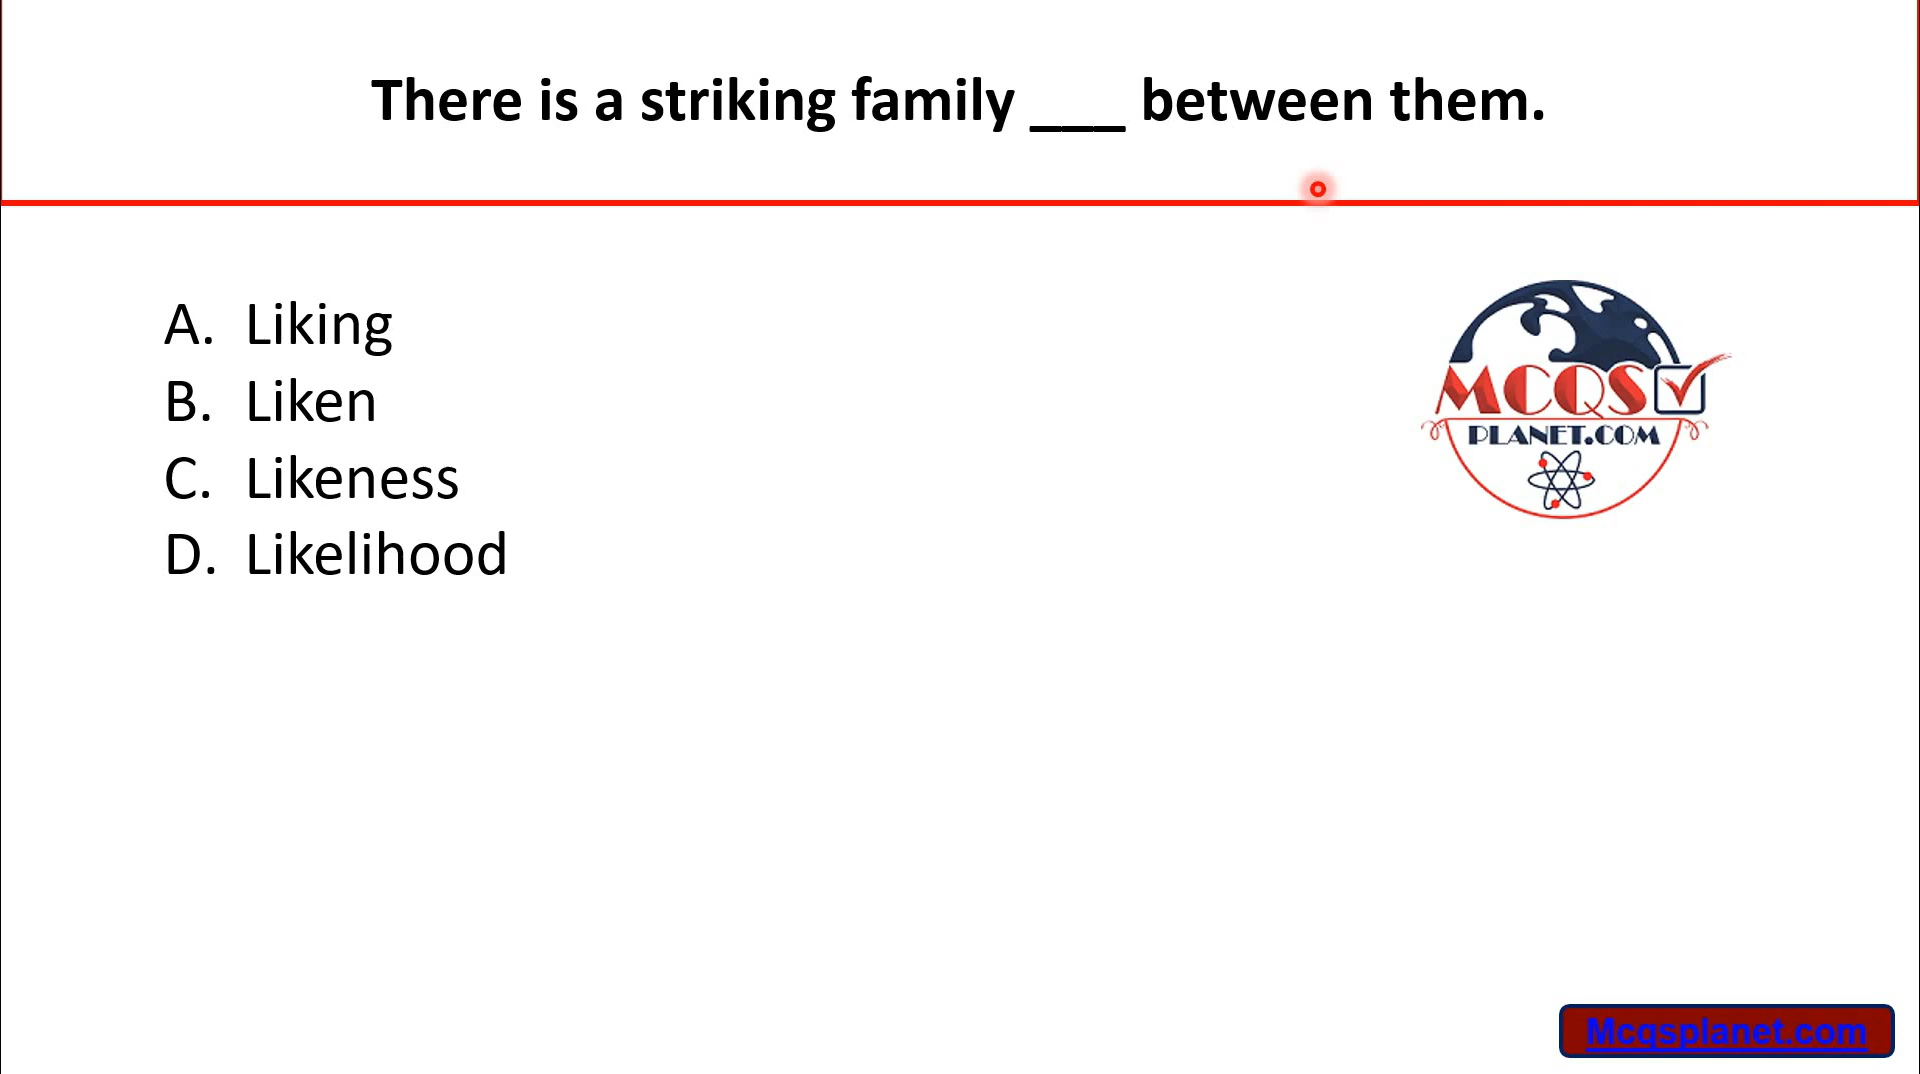 There is a striking family ___ between them.
A. Liking
B. Liken
C. Likeness
D. Likelihood
MCQS
PLANET.COM
Mcqsplanet.com